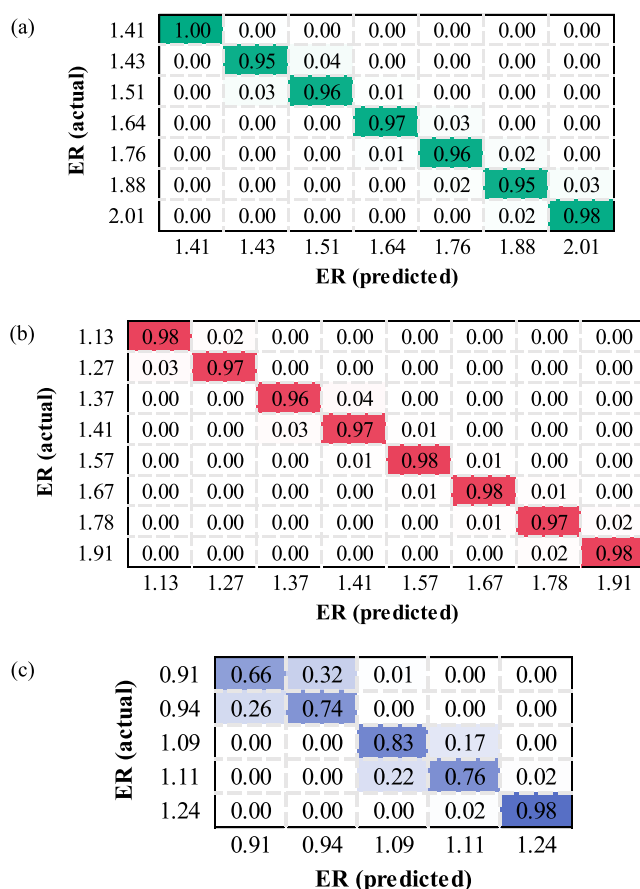 (a)
ER (actual)
1.41 1.00 0.00 0.00 0.00 0.00 0.00 0.00
1.43 0.00 0.95 0.04 0.00 0.00 0.00 0.00
1.51 0.00 0.03 0.96 0.01 0.00 0.00 0.00
1.64 0.00 0.00 0.00 0.97 0.03 0.00 0.00
1.76 0.00 0.00 0.00 0.01 0.96 0.02 0.00
1.88 0.00 0.00 0.00 0.00 0.02 0.95 0.03
2.01 0.00 0.00 0.00 0.00 0.00 0.02 0.98
1.41 1.43 1.51 1.64 1.76 1.88 2.01
ER (predicted)
(b)
ER (actual)
1.13 0.98 0.02 0.00 0.00 0.00 0.00 0.00 0.00
1.27 0.03 0.97 0.00 0.00 0.00 0.00 0.00 0.00
1.37 0.00 0.00 0.96 0.04 0.00 0.00 0.00 0.00
1.41 0.00 0.00 0.03 0.97 0.01 0.00 0.00 0.00
1.57 0.00 0.00 0.00 0.01 0.98 0.01 0.00 0.00
1.67 0.00 0.00 0.00 0.00 0.01 0.98 0.01 0.00
1.78 0.00 0.00 0.00 0.00 0.00 0.01 0.97 0.02
1.91 0.00 0.00 0.00 0.00 0.00 0.00 0.02 0.98
1.13 1.27 1.37 1.41 1.57 1.67 1.78 1.91
ER (predicted)
(c)
ER (actual)
0.91 0.66 0.32 0.01 0.00 0.00
0.94 0.26 0.74 0.00 0.00 0.00
1.09 0.00 0.00 0.83 0.17 0.00
1.11 0.00 0.00 0.22 0.76 0.02
1.24 0.00 0.00 0.00 0.02 0.98
0.91 0.94 1.09 1.11 1.24
ER (predicted)